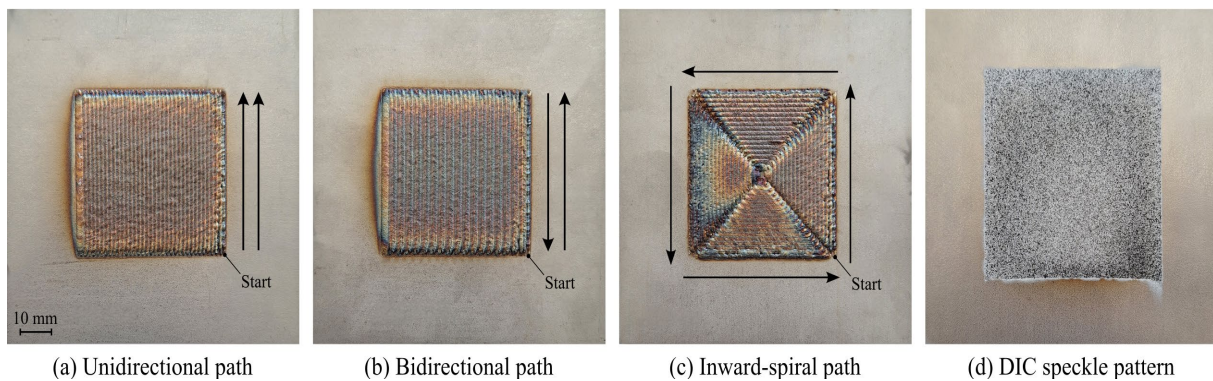 Start
Start
Start
10 mm
(a) Unidirectional path
(b) Bidirectional path
(c) Inward-spiral path
(d) DIC speckle pattern